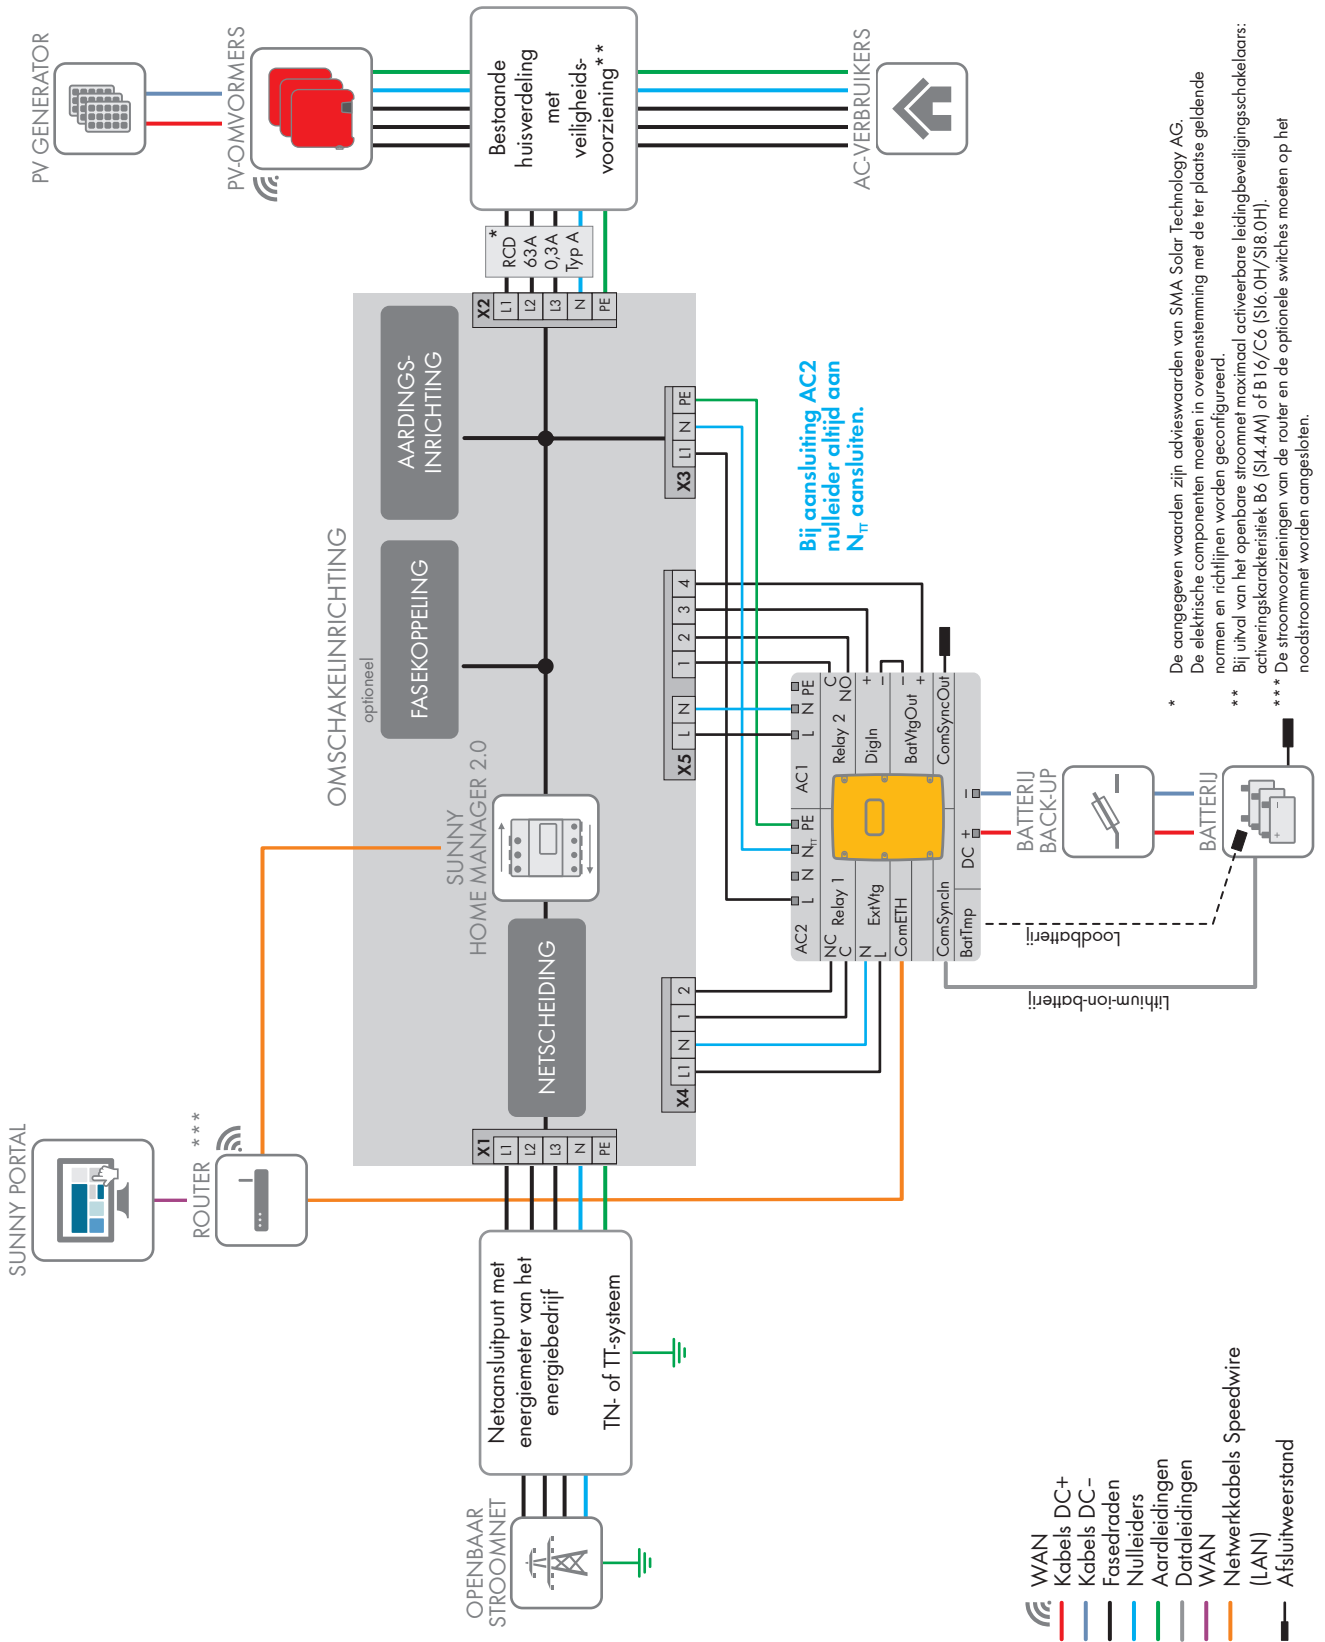 SUNNY PORTAL
ROUTER ***
PV GENERATOR
PV-OMVORMERS
OMSCHAKELINRICHTING
optioneel
SUNNY
HOME MANAGER 2.0
NETSCHEIDING
FASEKOPPELING
AARDINGS-
INRICHTING
OPENBAAR
STROOMNET
Netaansluitpunt met
energiemeter van het
energiebedrijf
TN- of TT-systeem
X1
L1
L2
L3
N
PE
X2
L1
L2
L3
N
PE
RCD *
63A
0,3A
Typ A
Bestaande
huisverdeling
met
veiligheids-
voorziening**
AC-VERBRUIKERS
X4 L1 N 1 2
X5 L N 1 2 3 4
X3 L1 N PE
Bij aansluiting AC2
nulleider altijd aan
NTT aansluiten.
AC2 L N NTT PE
AC1 L N PE
NC
C
Relay 1
Relay 2
C
NO
N
L
ExtVtg
DigIn
+
−
ComETH
BatVtgOut
−
+
ComSyncIn
ComSyncOut
BatTmp
DC + −
Lithium-ion-batterij
Loodbatterij
BATTERIJ
BACK-UP
BATTERIJ
+ −
WAN
Kabels DC+
Kabels DC-
Fasedraden
Nulleiders
Aardleidingen
Dataleidingen
WAN
Netwerkkabels Speedwire
(LAN)
Afsluitweerstand
* De aangegeven waarden zijn advieswaarden van SMA Solar Technology AG.
De elektrische componenten moeten in overeenstemming met de ter plaatse geldende
normen en richtlijnen worden geconfigureerd.
** Bij uitval van het openbare stroomnet maximaal activeerbare leidingbeveiligingsschakelaars:
activeringskarakteristiek B6 (SI4.4M) of B16/C6 (SI6.0H/SI8.0H).
*** De stroomvoorzieningen van de router en de optionele switches moeten op het
noodstroomnet worden aangesloten.